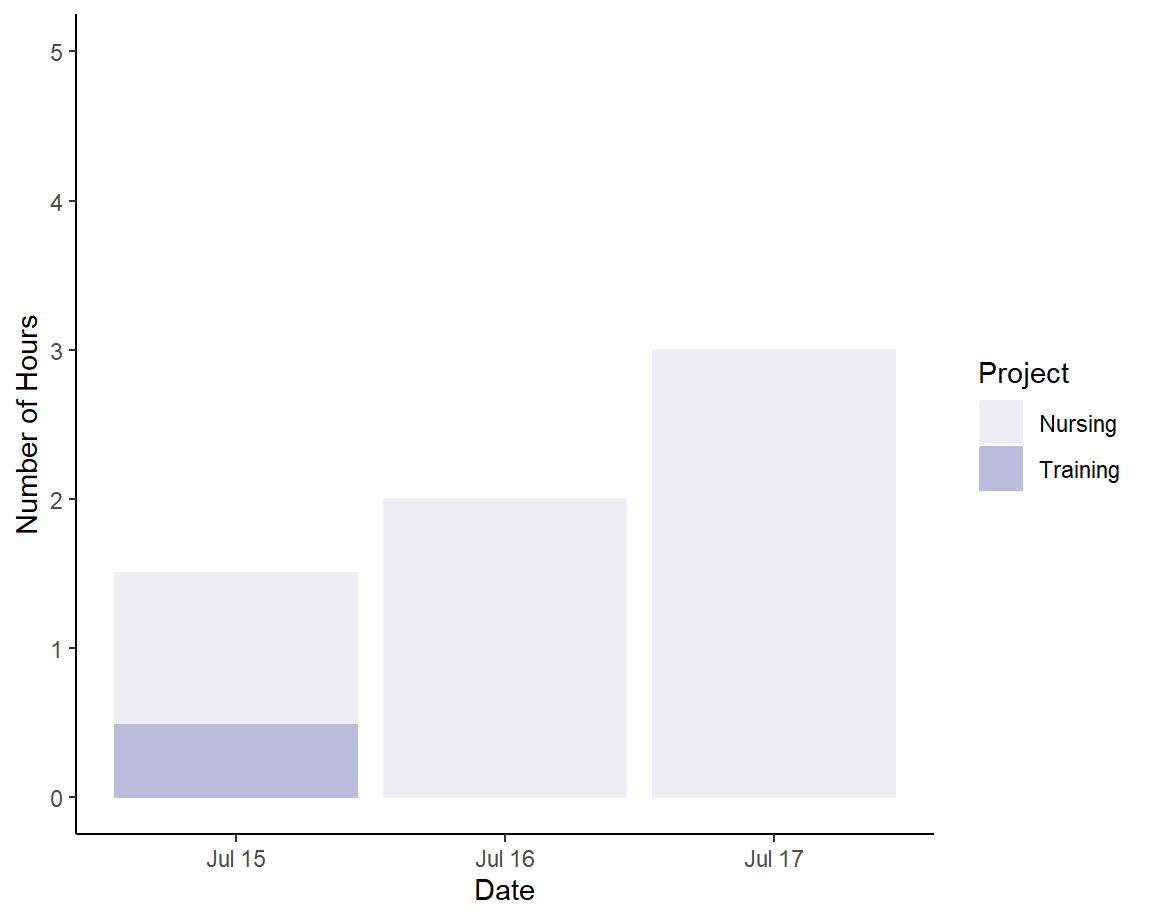 5
4
3
2
1
0
Number of Hours
Jul 15
Jul 16
Jul 17
Date
Project
Nursing
Training